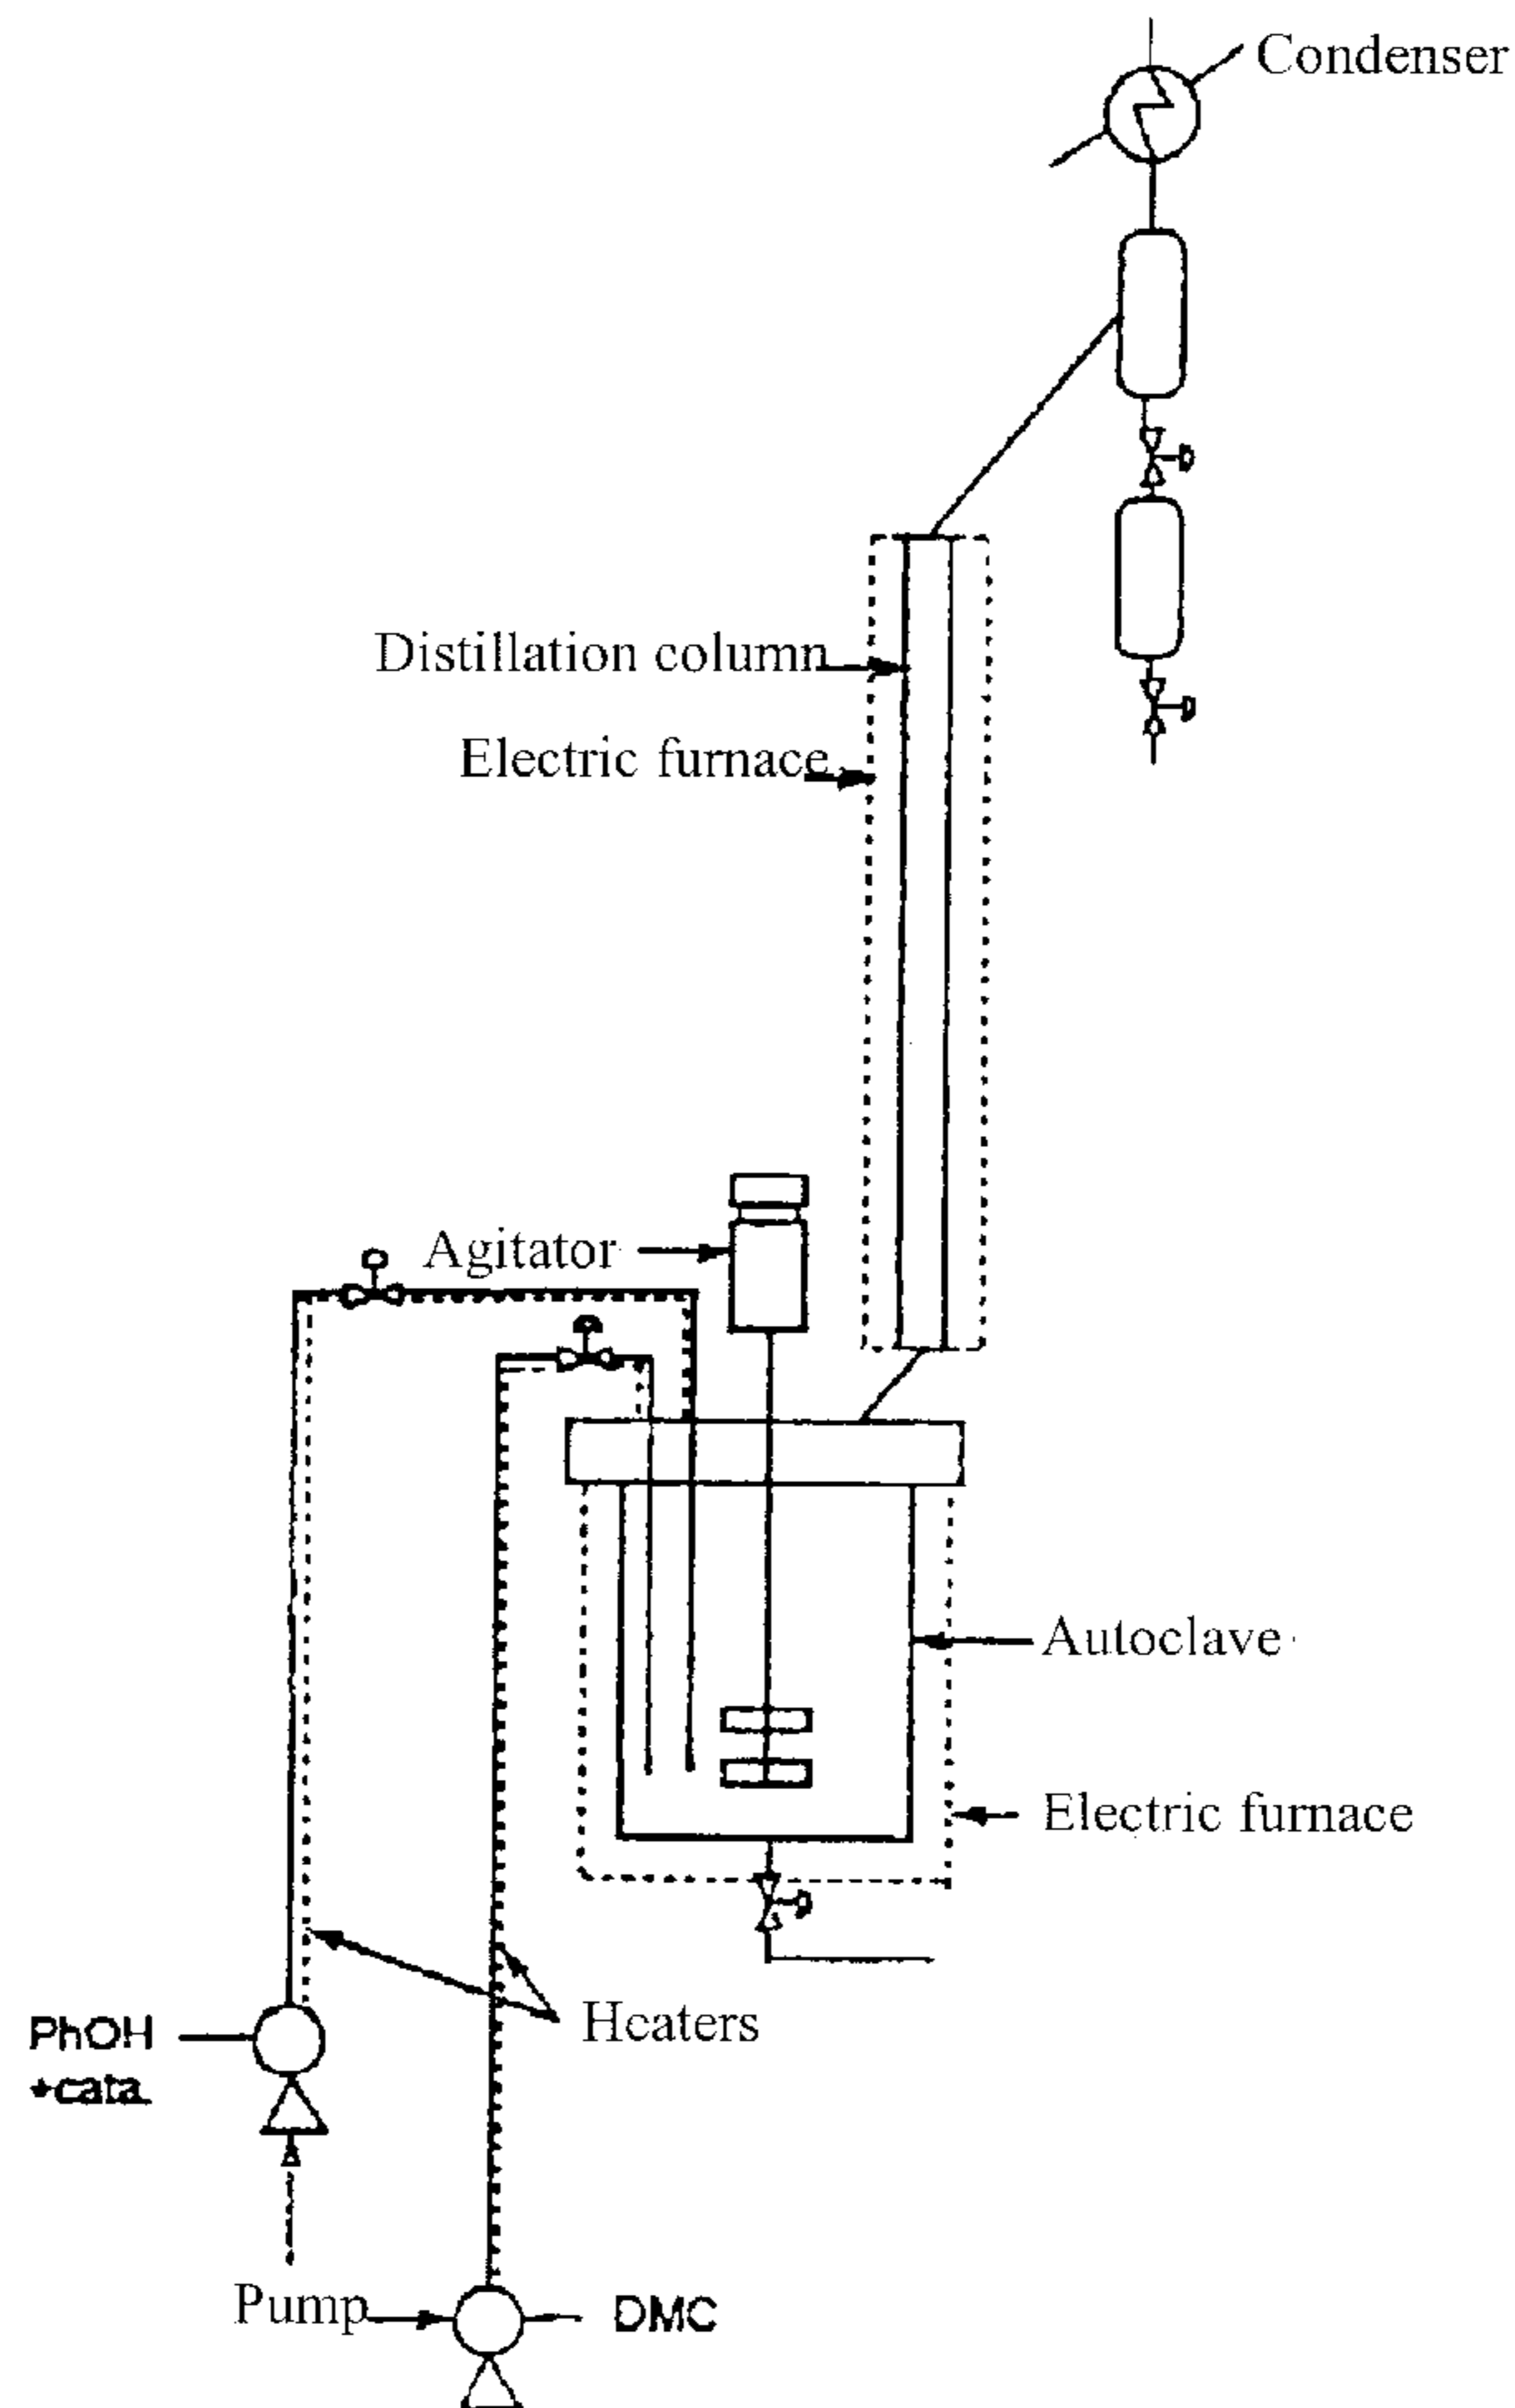 Condenser
Distillation column
Electric furnace
Agitator
Autoclave
Electric furnace
Heaters
PhOH
+cata.
Pump
DMC